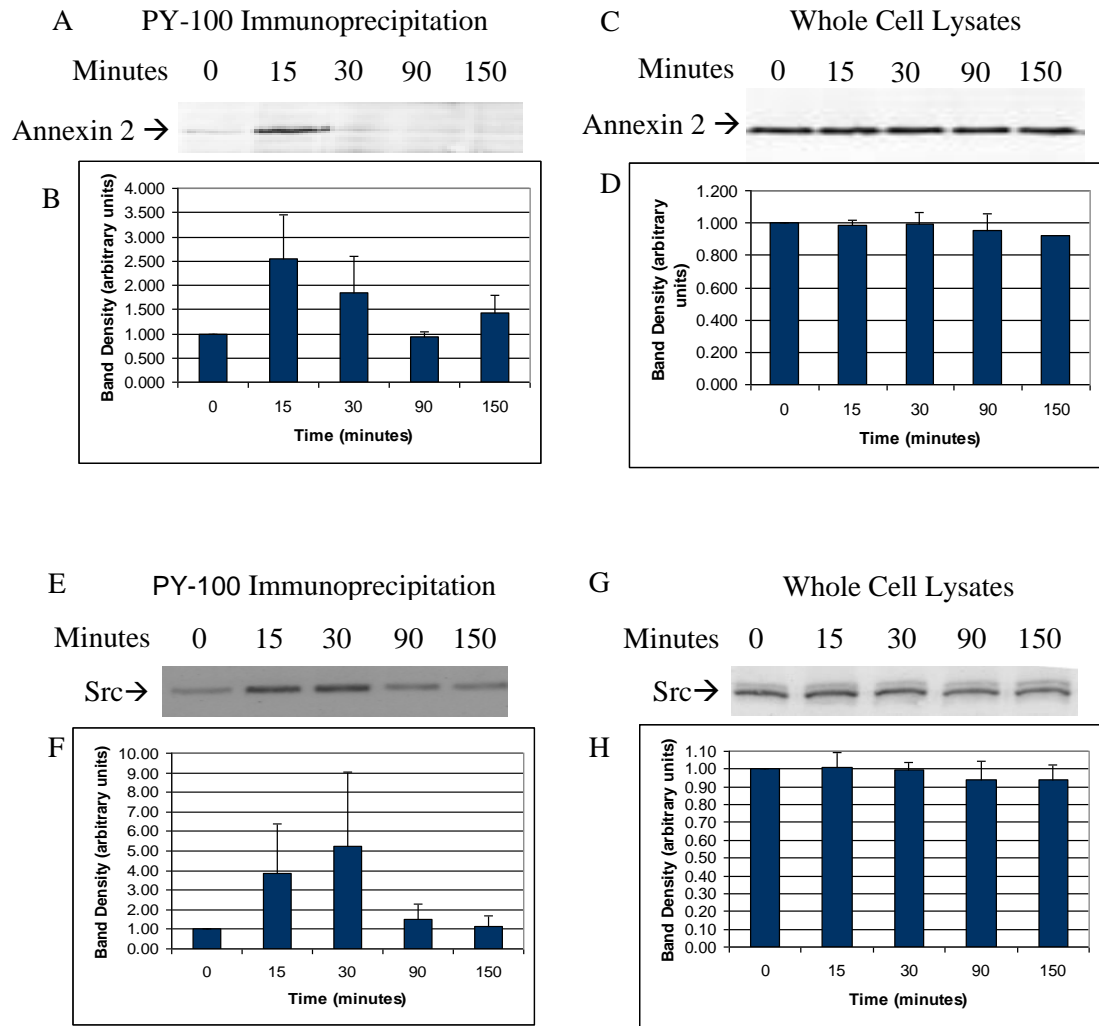 A PY-100 Immunoprecipitation
Minutes 0 15 30 90 150
Annexin 2 →
B
Band Density (arbitrary units)
4.000
3.500
3.000
2.500
2.000
1.500
1.000
0.500
0.000
0 15 30 90 150
Time (minutes)
C Whole Cell Lysates
Minutes 0 15 30 90 150
Annexin 2 →
D
Band Density (arbitrary
units)
1.200
1.000
0.800
0.600
0.400
0.200
0.000
0 15 30 90 150
Time (minutes)
E PY-100 Immunoprecipitation
Minutes 0 15 30 90 150
Src→
F
Band Density (arbitrary units)
10.00
9.00
8.00
7.00
6.00
5.00
4.00
3.00
2.00
1.00
0.00
0 15 30 90 150
Time (minutes)
G Whole Cell Lysates
Minutes 0 15 30 90 150
Src→
H
Band Density (arbitrary units)
1.10
1.00
0.90
0.80
0.70
0.60
0.50
0.40
0.30
0.20
0.10
0.00
0 15 30 90 150
Time (minutes)